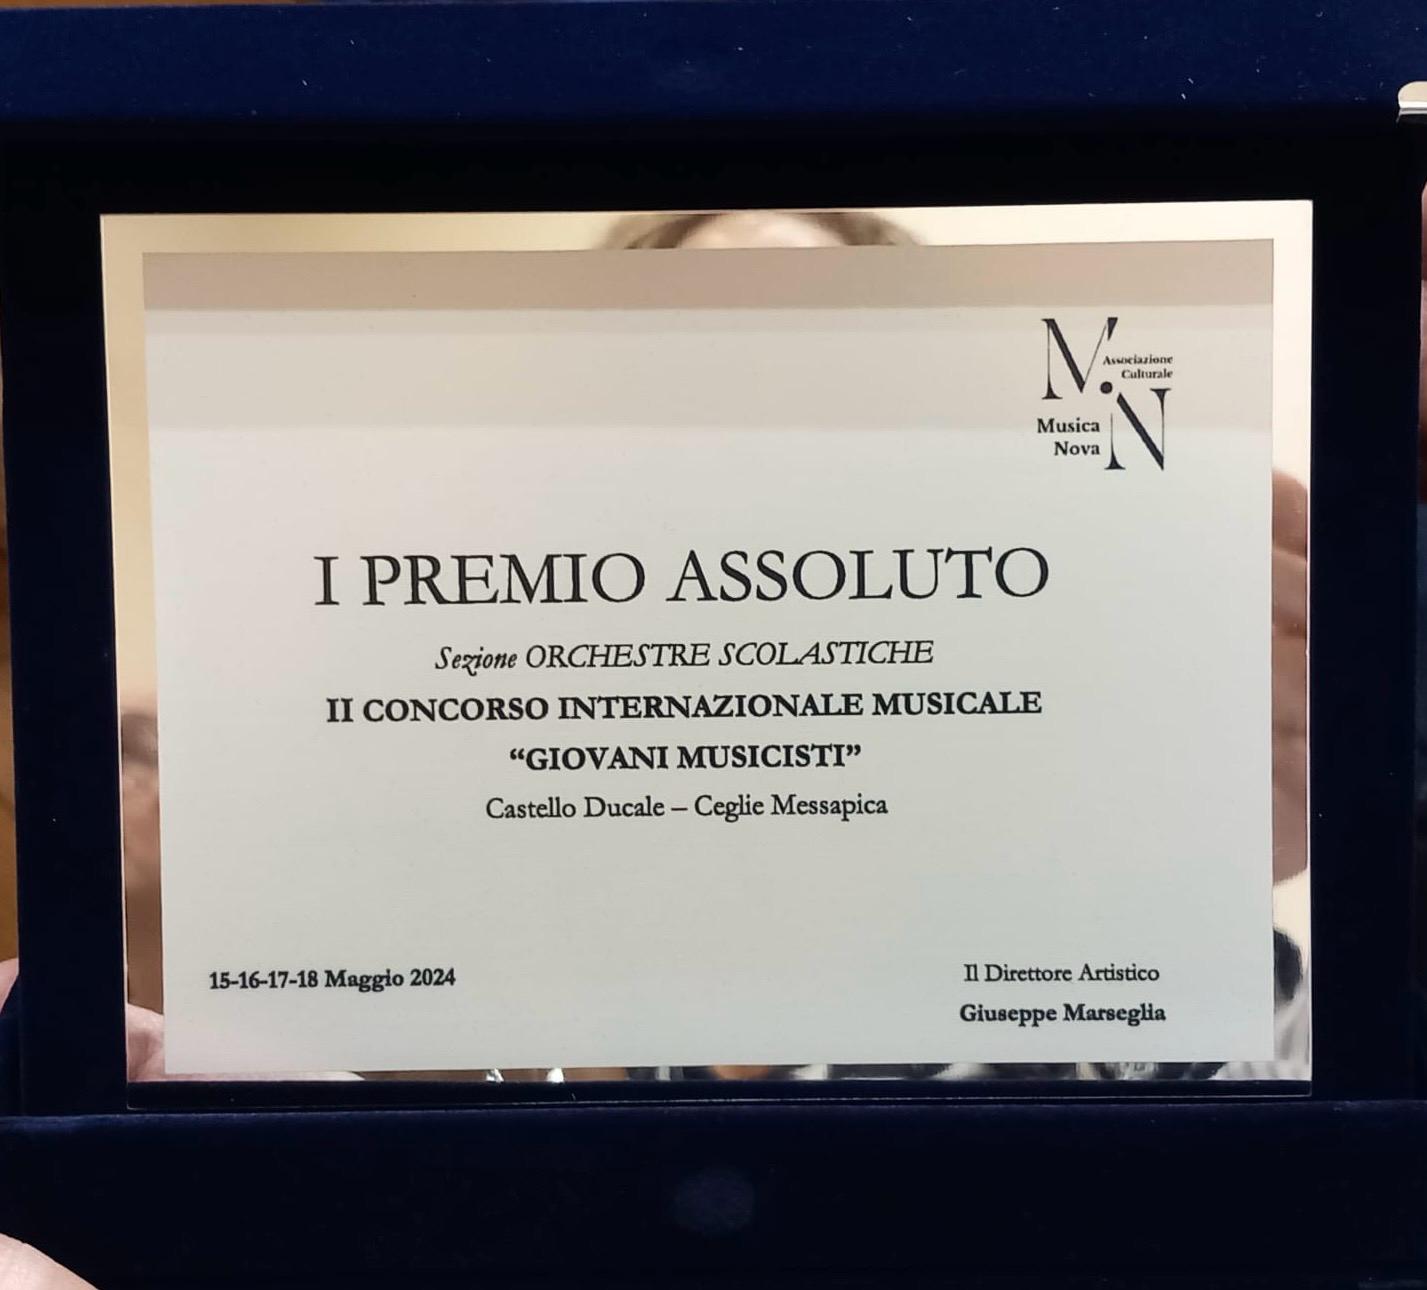 Associazione
Culturale
Musica
Nova
I PREMIO ASSOLUTO
Sezione ORCHESTRE SCOLASTICHE
II CONCORSO INTERNAZIONALE MUSICALE
“GIOVANI MUSICISTI”
Castello Ducale – Ceglie Messapica
15-16-17-18 Maggio 2024
Il Direttore Artistico
Giuseppe Marseglia